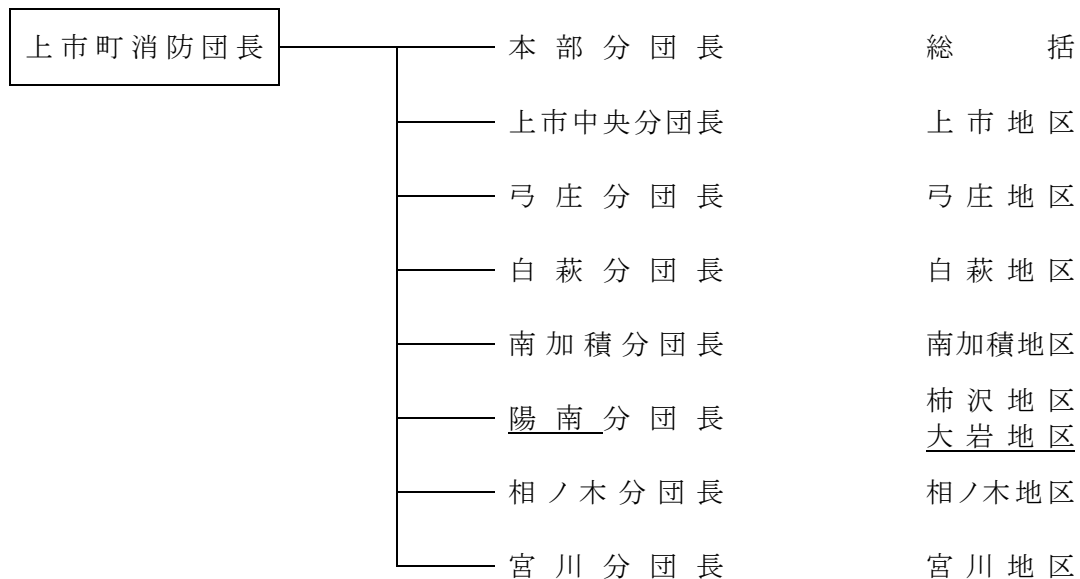 上市町消防団長 本部分団長 総括
上市中央分団長 上市地区
弓庄分団長 弓庄地区
白萩分団長 白萩地区
南加積分団長 南加積地区
陽南分団長 柿沢地区
大岩地区
相ノ木分団長 相ノ木地区
宮川分団長 宮川地区